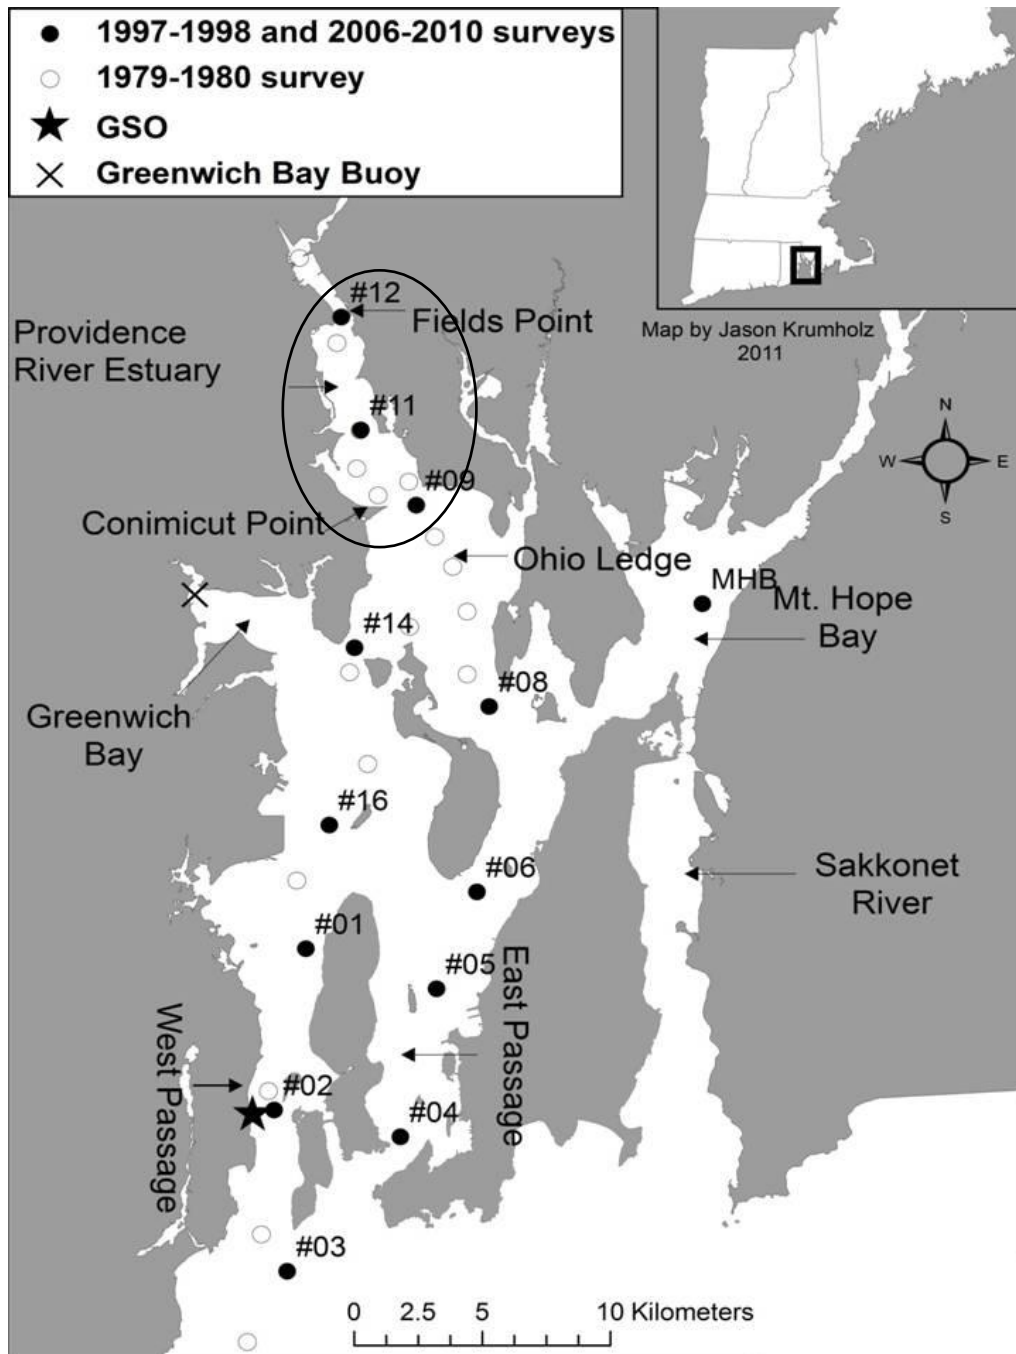 1997-1998 and 2006-2010 surveys
1979-1980 survey
GSO
Greenwich Bay Buoy
Map by Jason Krumholz
2011
#12
Fields Point
Providence
River Estuary
#11
N
W
E
S
#09
Conimicut Point
Ohio Ledge
MHB
Mt. Hope
Bay
#14
#08
Greenwich
Bay
#16
#06
Sakkonet
River
#01
#05
East Passage
West Passage
#02
#04
#03
0 2.5 5 10 Kilometers